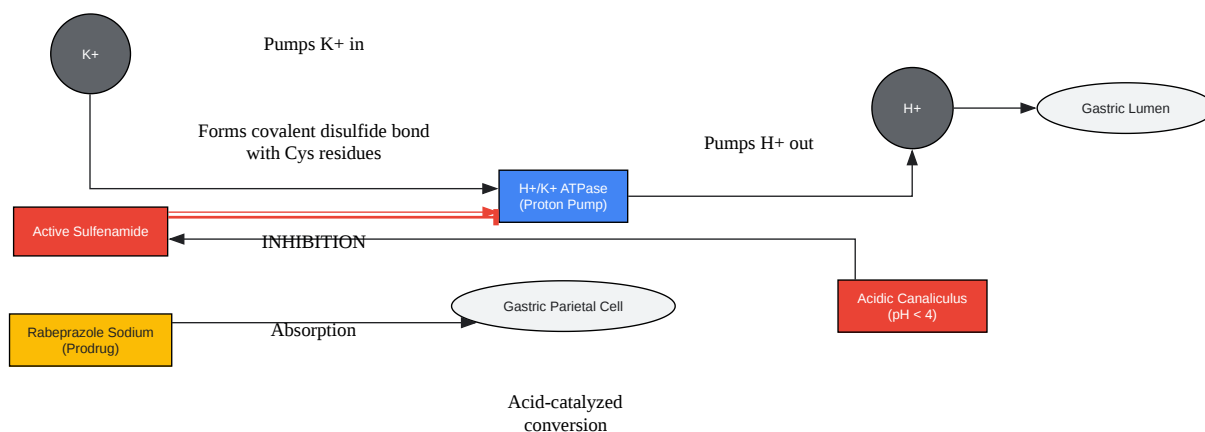 K+
Pumps K+ in
H+
Gastric Lumen
Forms covalent disulfide bond
with Cys residues
Pumps H+ out
H+/K+ ATPase
(Proton Pump)
Active Sulfenamide
INHIBITION
Acidic Canaliculus
(pH < 4)
Gastric Parietal Cell
Rabeprazole Sodium
(Prodrug)
Absorption
Acid-catalyzed
conversion